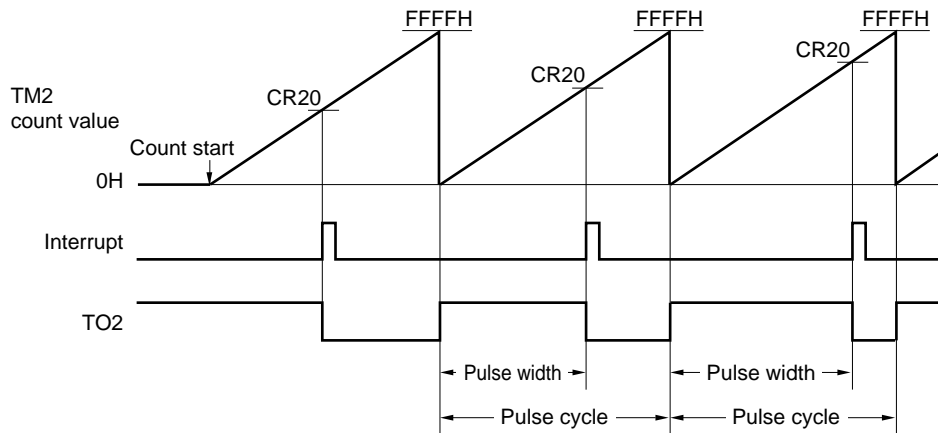 FFFFH FFFFH FFFFH
CR20
CR20
CR20
TM2
count value
Count start
0H
Interrupt
TO2
Pulse width Pulse width
Pulse cycle Pulse cycle